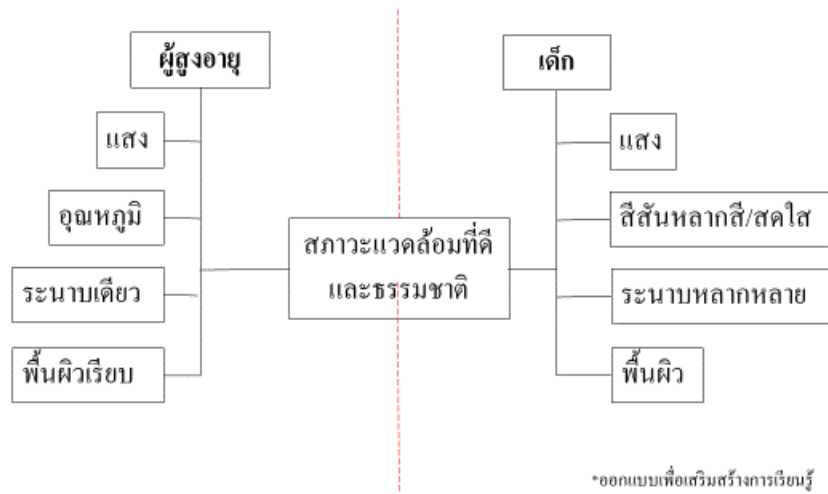 ผู้สูงอายุ
แสง
อุณหภูมิ
ระนาบเดียว
พื้นผิวเรียบ
สภาวะแวดล้อมที่ดี
และธรรมชาติ
เด็ก
แสง
สีสันหลากสี/สดใส
ระนาบหลากหลาย
พื้นผิว
*ออกแบบเพื่อเสริมสร้างการเรียนรู้